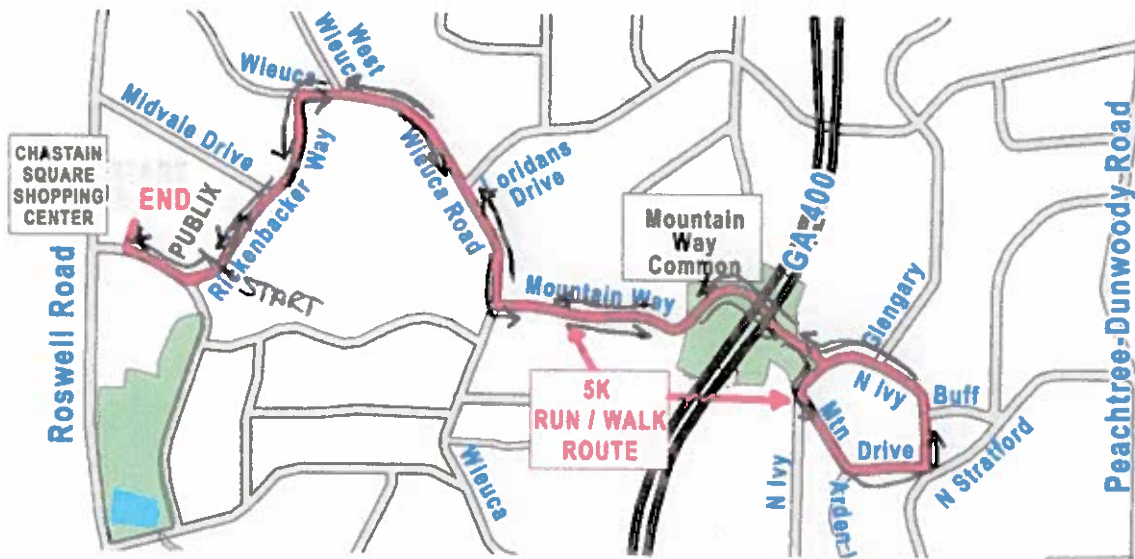 West
Wieuca
Wieuca
Midvale Drive
CHASTAIN
SQUARE
SHOPPING
CENTER
END
PUBLIX
Rickenbacker Way
START
Wieuca Road
Loridans
Drive
Mountain
Way
Common
GA-400
Mountain Way
Roswell Road
Peachtree-Dunwoody-Road
Glengary
N Ivy
Buff
5K
RUN / WALK
ROUTE
Mtn
Drive
N Stratford
Wieuca
N Ivy
Arden